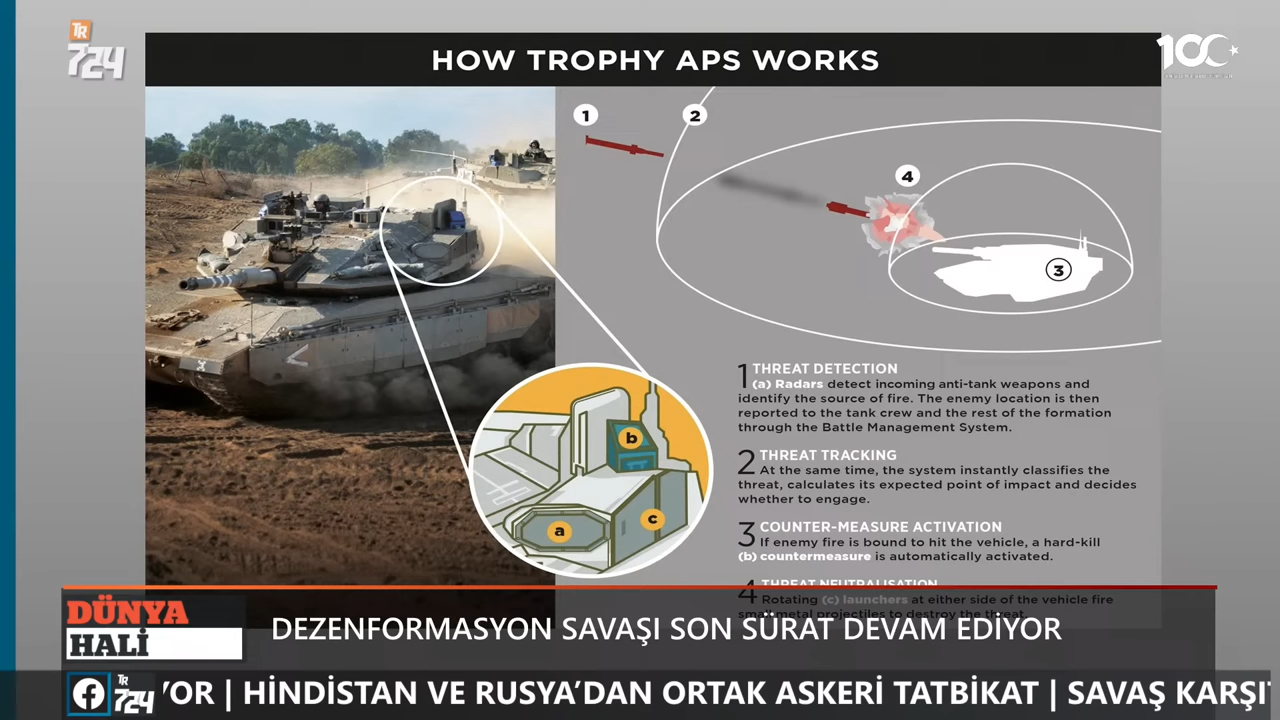 TR
724
HOW TROPHY APS WORKS
100
1
2
4
3
1 THREAT DETECTION
(a) Radars detect incoming anti-tank weapons and
identify the source of fire. The enemy location is then
reported to the tank crew and the rest of the formation
through the Battle Management System.
2 THREAT TRACKING
At the same time, the system instantly classifies the
threat, calculates its expected point of impact and decides
whether to engage.
3 COUNTER-MEASURE ACTIVATION
If enemy fire is bound to hit the vehicle, a hard-kill
(b) countermeasure is automatically activated.
4 THREAT NEUTRALISATION
Rotating (c) launchers at either side of the vehicle fire
small metal projectiles to destroy the threat.
b
a
c
DÜNYA
HALİ
DEZENFORMASYON SAVAŞI SON SÜRAT DEVAM EDİYOR
TR
724
YOR | HİNDİSTAN VE RUSYA'DAN ORTAK ASKERİ TATBİKAT | SAVAŞ KARŞI